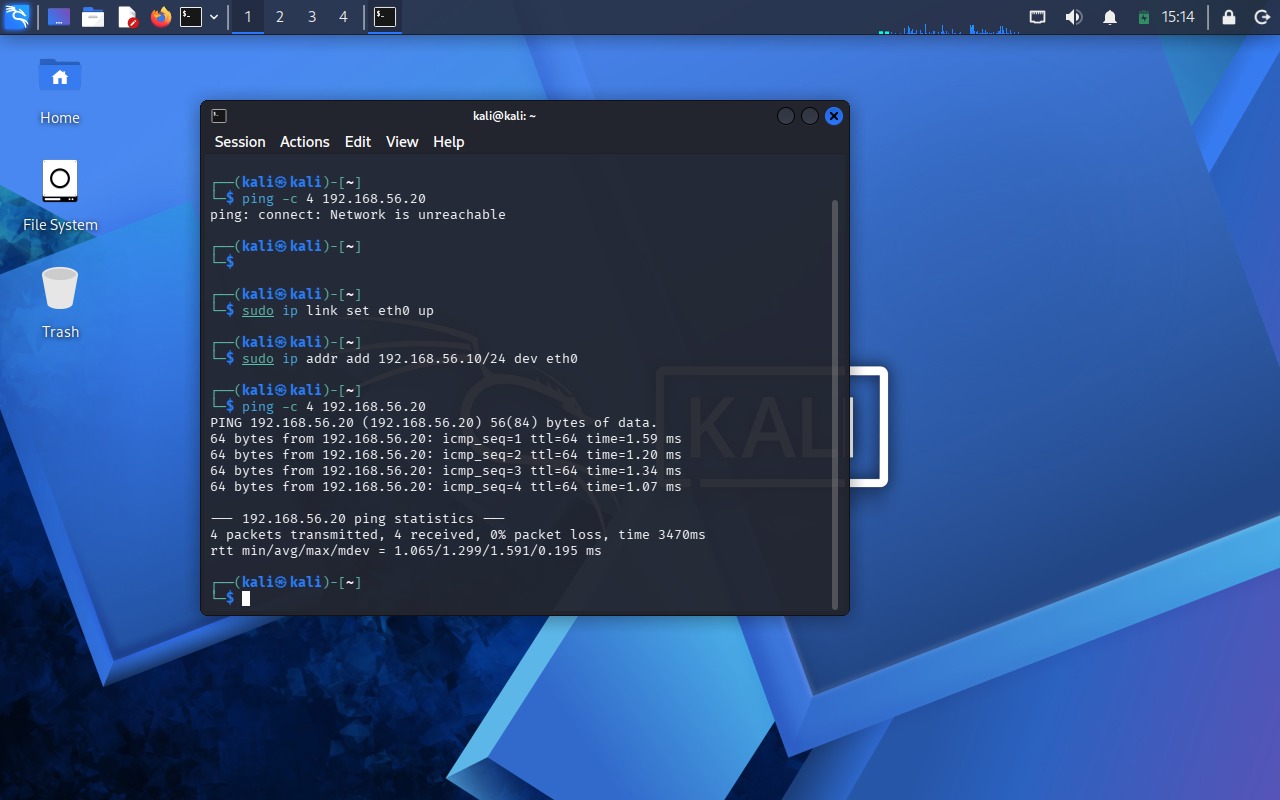 1 2 3 4 15:14
Home
File System
Trash
kali@kali: ~
Session Actions Edit View Help
┌──(kali㉿kali)-[~]
└─$ ping -c 4 192.168.56.20
ping: connect: Network is unreachable
┌──(kali㉿kali)-[~]
└─$
┌──(kali㉿kali)-[~]
└─$ sudo ip link set eth0 up
┌──(kali㉿kali)-[~]
└─$ sudo ip addr add 192.168.56.10/24 dev eth0
┌──(kali㉿kali)-[~]
└─$ ping -c 4 192.168.56.20
PING 192.168.56.20 (192.168.56.20) 56(84) bytes of data.
64 bytes from 192.168.56.20: icmp_seq=1 ttl=64 time=1.59 ms
64 bytes from 192.168.56.20: icmp_seq=2 ttl=64 time=1.20 ms
64 bytes from 192.168.56.20: icmp_seq=3 ttl=64 time=1.34 ms
64 bytes from 192.168.56.20: icmp_seq=4 ttl=64 time=1.07 ms
--- 192.168.56.20 ping statistics ---
4 packets transmitted, 4 received, 0% packet loss, time 3470ms
rtt min/avg/max/mdev = 1.065/1.299/1.591/0.195 ms
┌──(kali㉿kali)-[~]
└─$
KALI